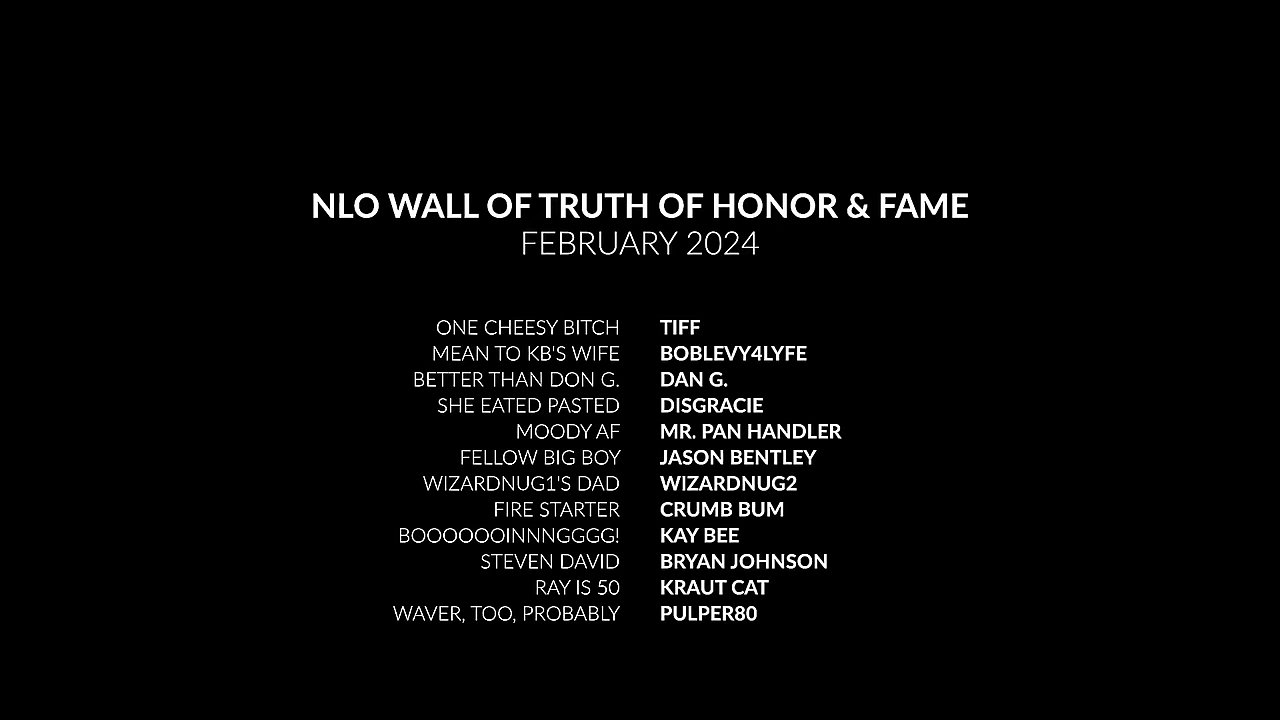 NLO WALL OF TRUTH OF HONOR & FAME
FEBRUARY 2024
ONE CHEESY BITCH TIFF
MEAN TO KB'S WIFE BOBLEVY4LYFE
BETTER THAN DON G. DAN G.
SHE EATED PASTED DISGRACIE
MOODY AF MR. PAN HANDLER
FELLOW BIG BOY JASON BENTLEY
WIZARDNUG1'S DAD WIZARDNUG2
FIRE STARTER CRUMB BUM
BOOOOOOINNNGGGG! KAY BEE
STEVEN DAVID BRYAN JOHNSON
RAY IS 50 KRAUT CAT
WAVER, TOO, PROBABLY PULPER80